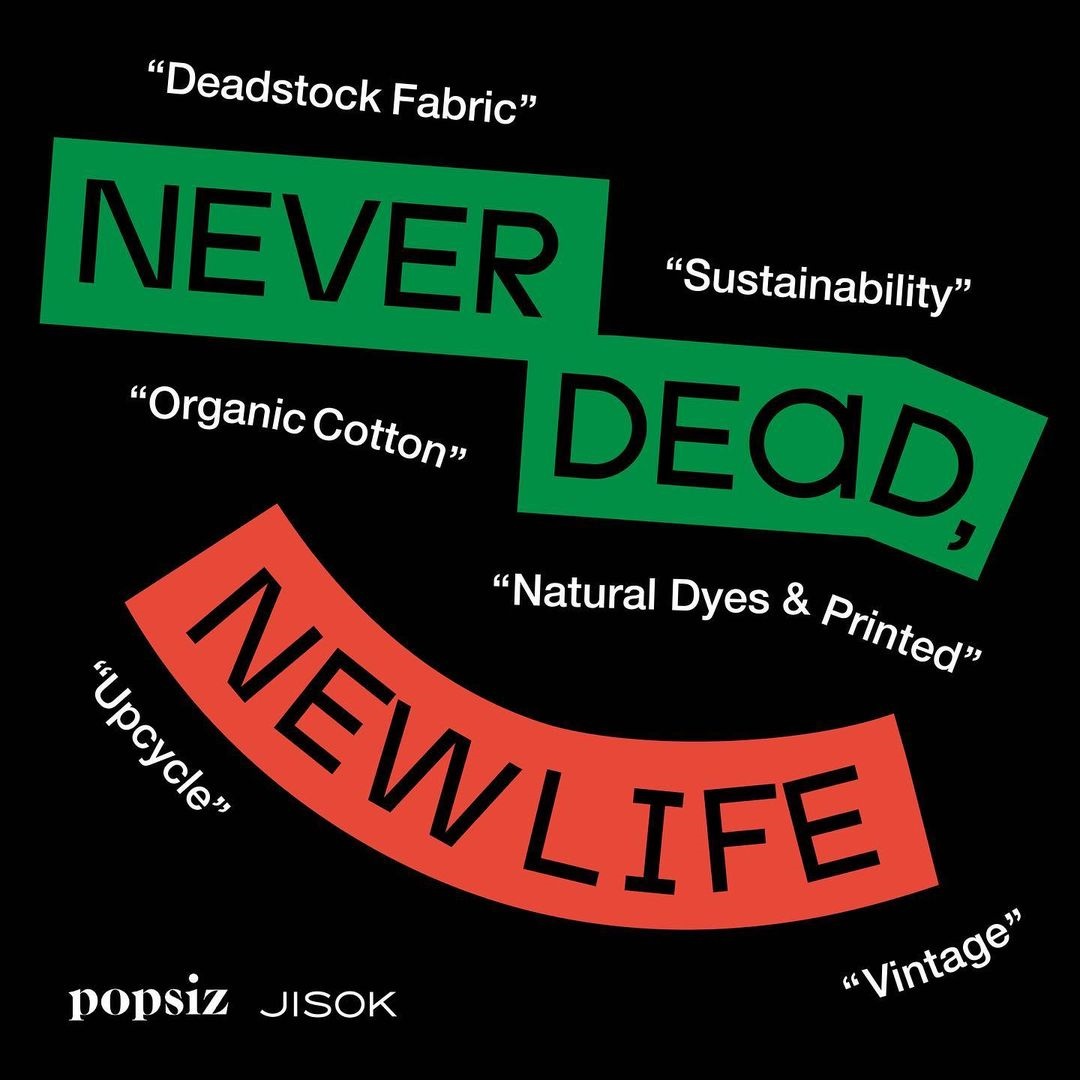 “Deadstock Fabric”
NEVER
“Sustainability”
DEaD,
“Organic Cotton”
“Natural Dyes & Printed”
NEW LIFE
“Upcycle”
“Vintage”
popsiz JISOK